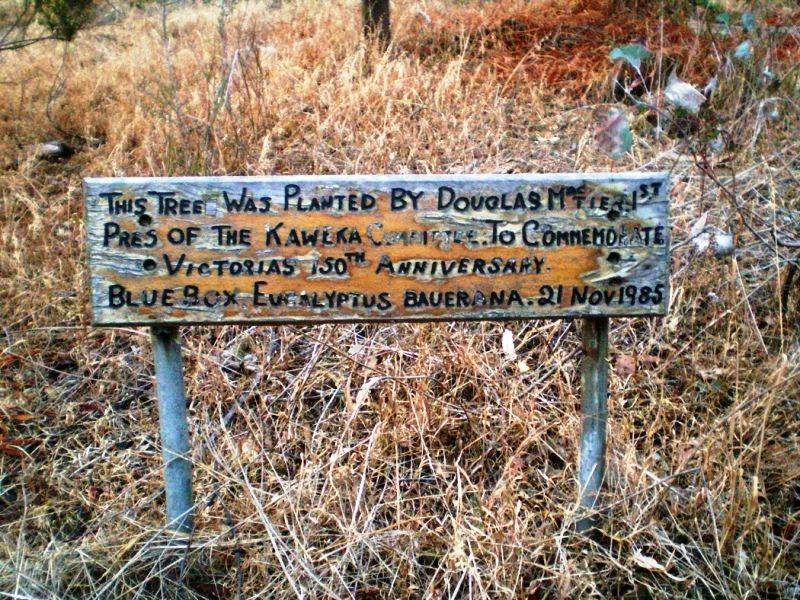 THIS TREE WAS PLANTED BY DOUGLAS 1ST
PRES OF THE KAWEKA COMMITTEE. TO COMMEMORATE
VICTORIAS 150TH ANNIVERSARY.
BLUE BOX EUCALYPTUS BAUERANA. 21 NOV 1985